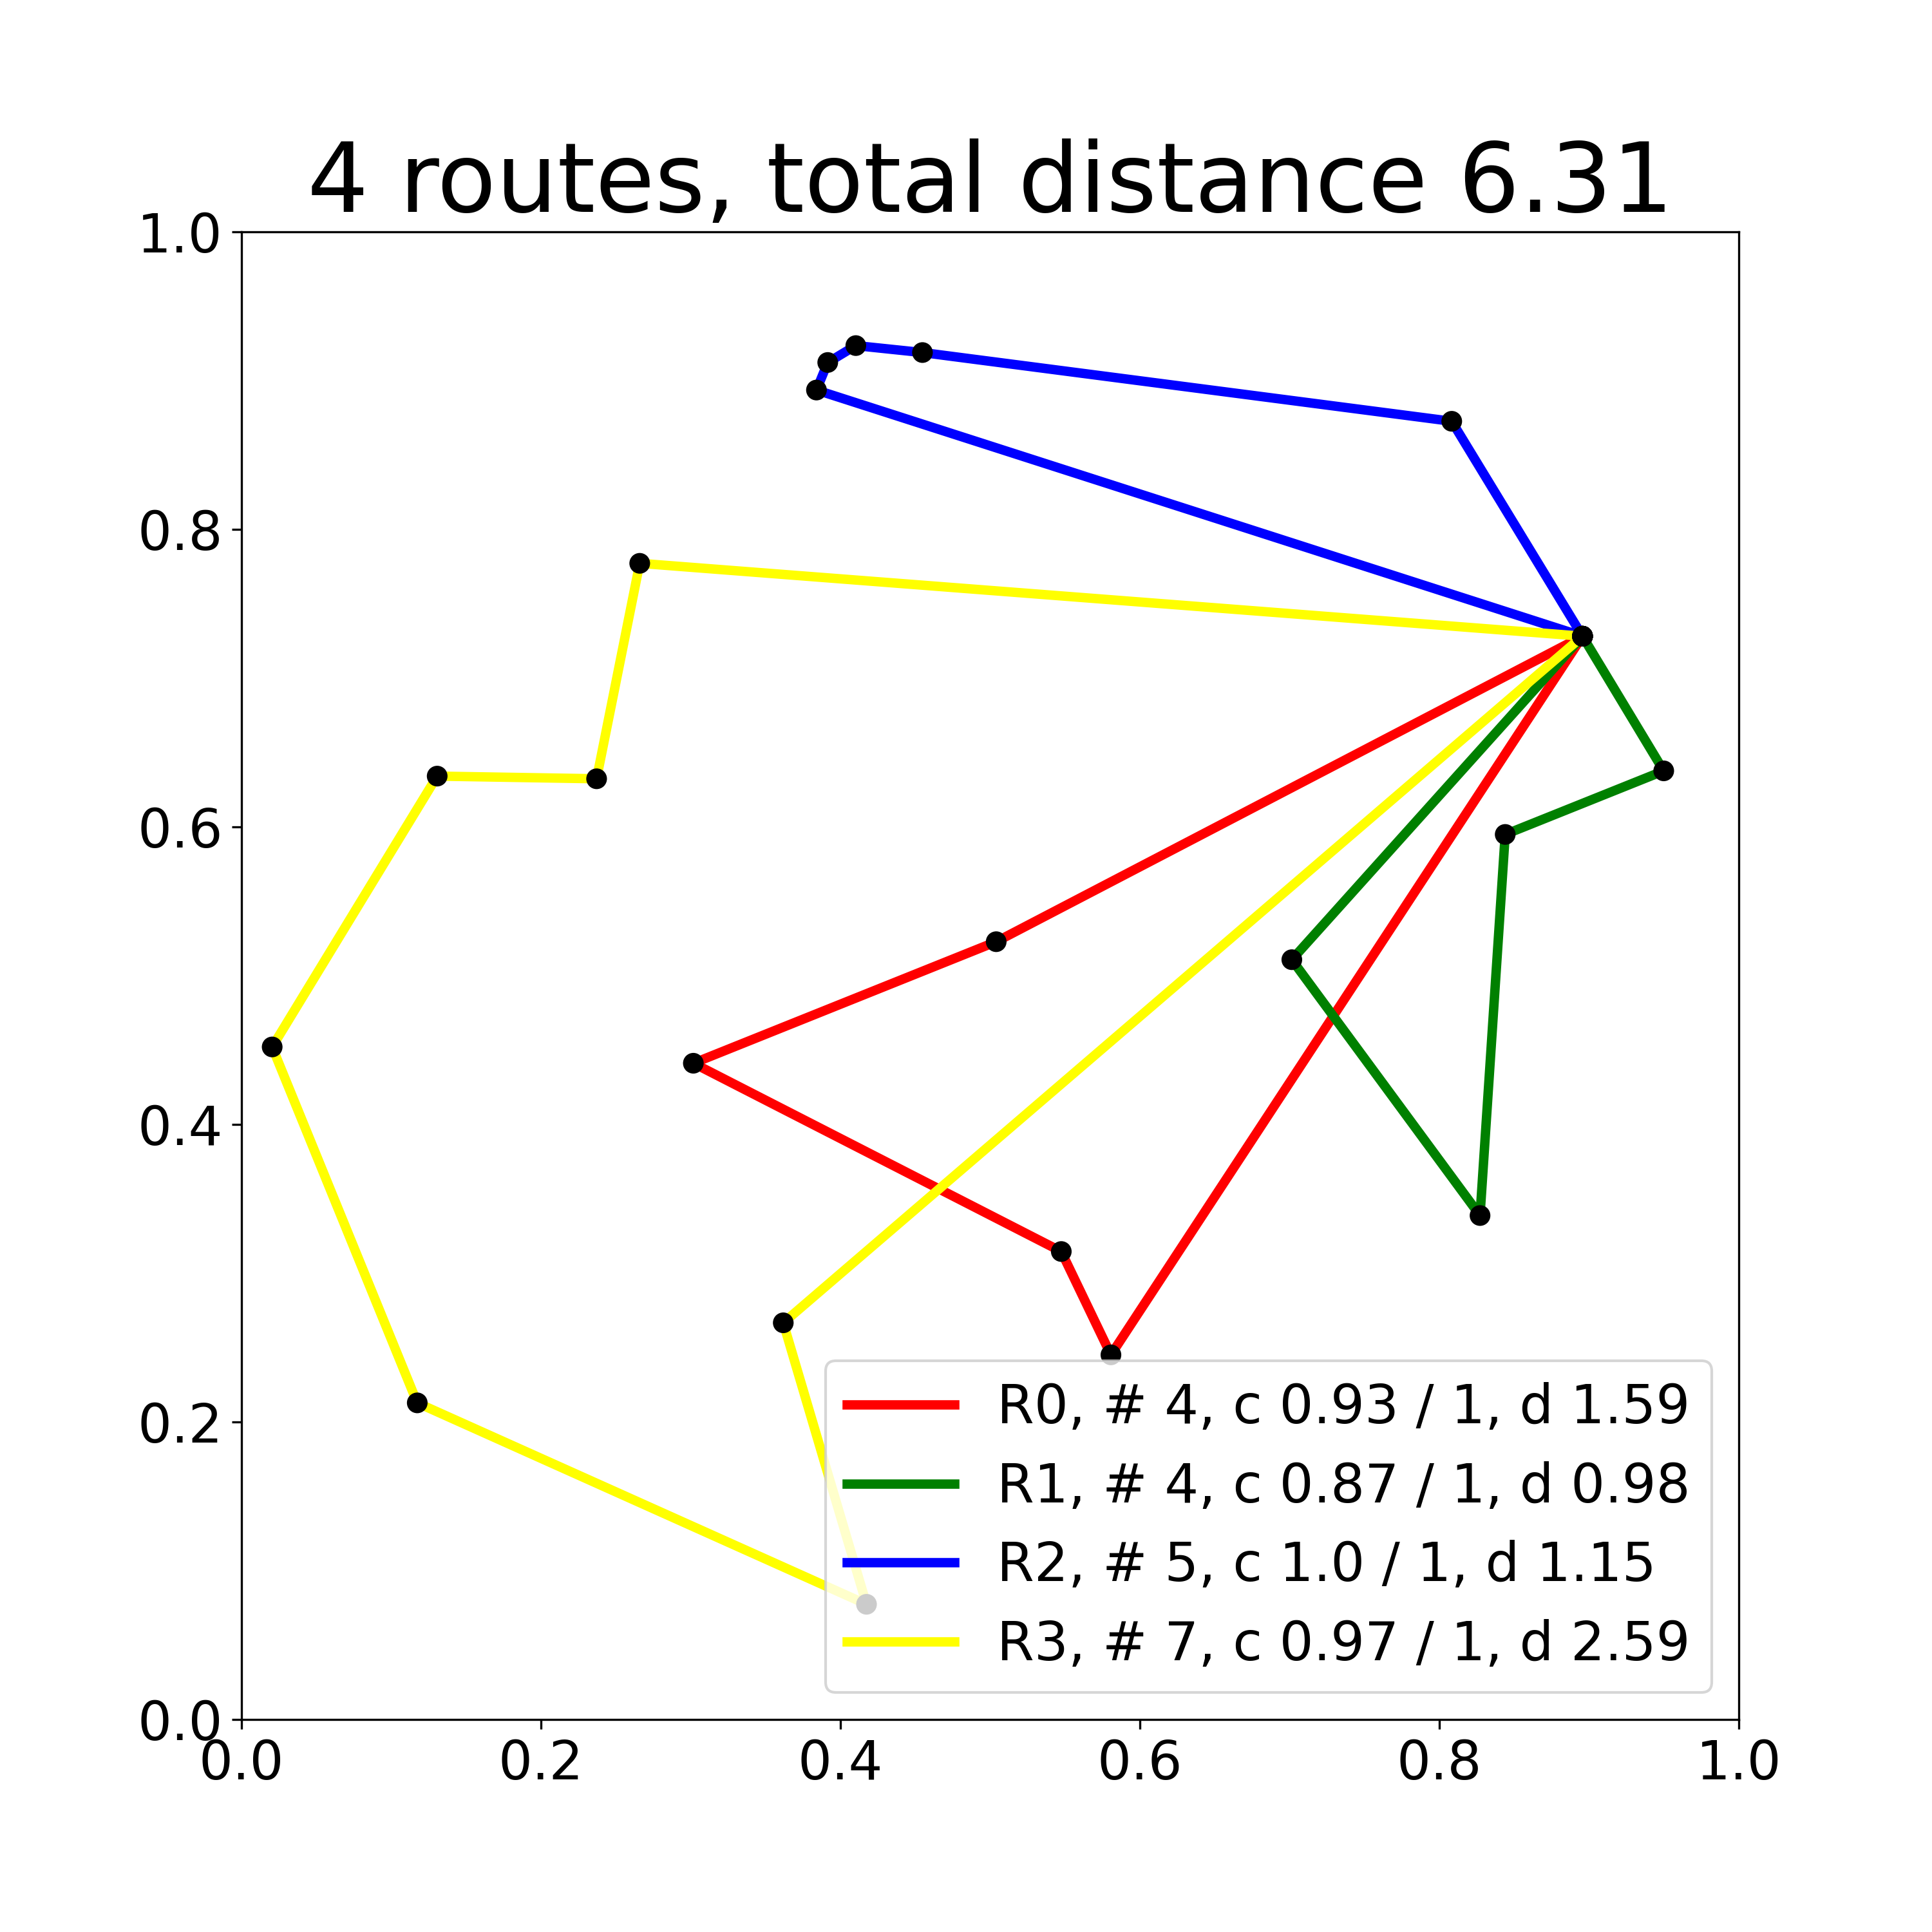 4 routes, total distance 6.31
1.0
0.8
0.6
0.4
0.2
0.0
R0, # 4, c 0.93 / 1, d 1.59
R1, # 4, c 0.87 / 1, d 0.98
R2, # 5, c 1.0 / 1, d 1.15
R3, # 7, c 0.97 / 1, d 2.59
0.0 0.2 0.4 0.6 0.8 1.0